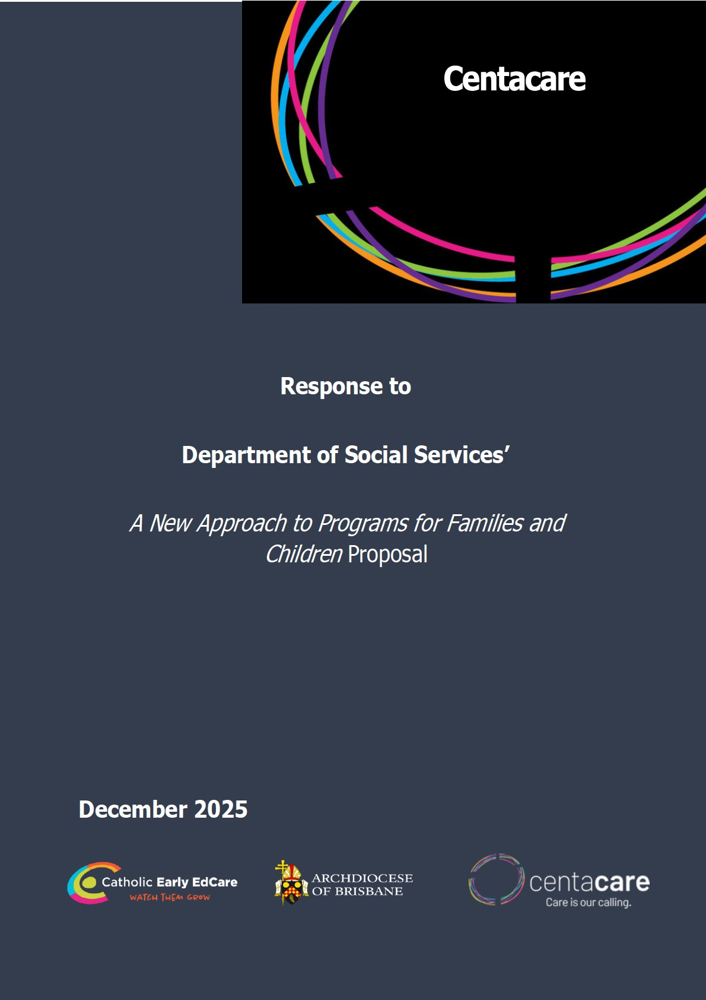 Centacare
Response to
Department of Social Services’
A New Approach to Programs for Families and
Children Proposal
December 2025
Catholic Early EdCare
WATCH THEM GROW
ARCHDIOCESE
OF BRISBANE
centacare
Care is our calling.